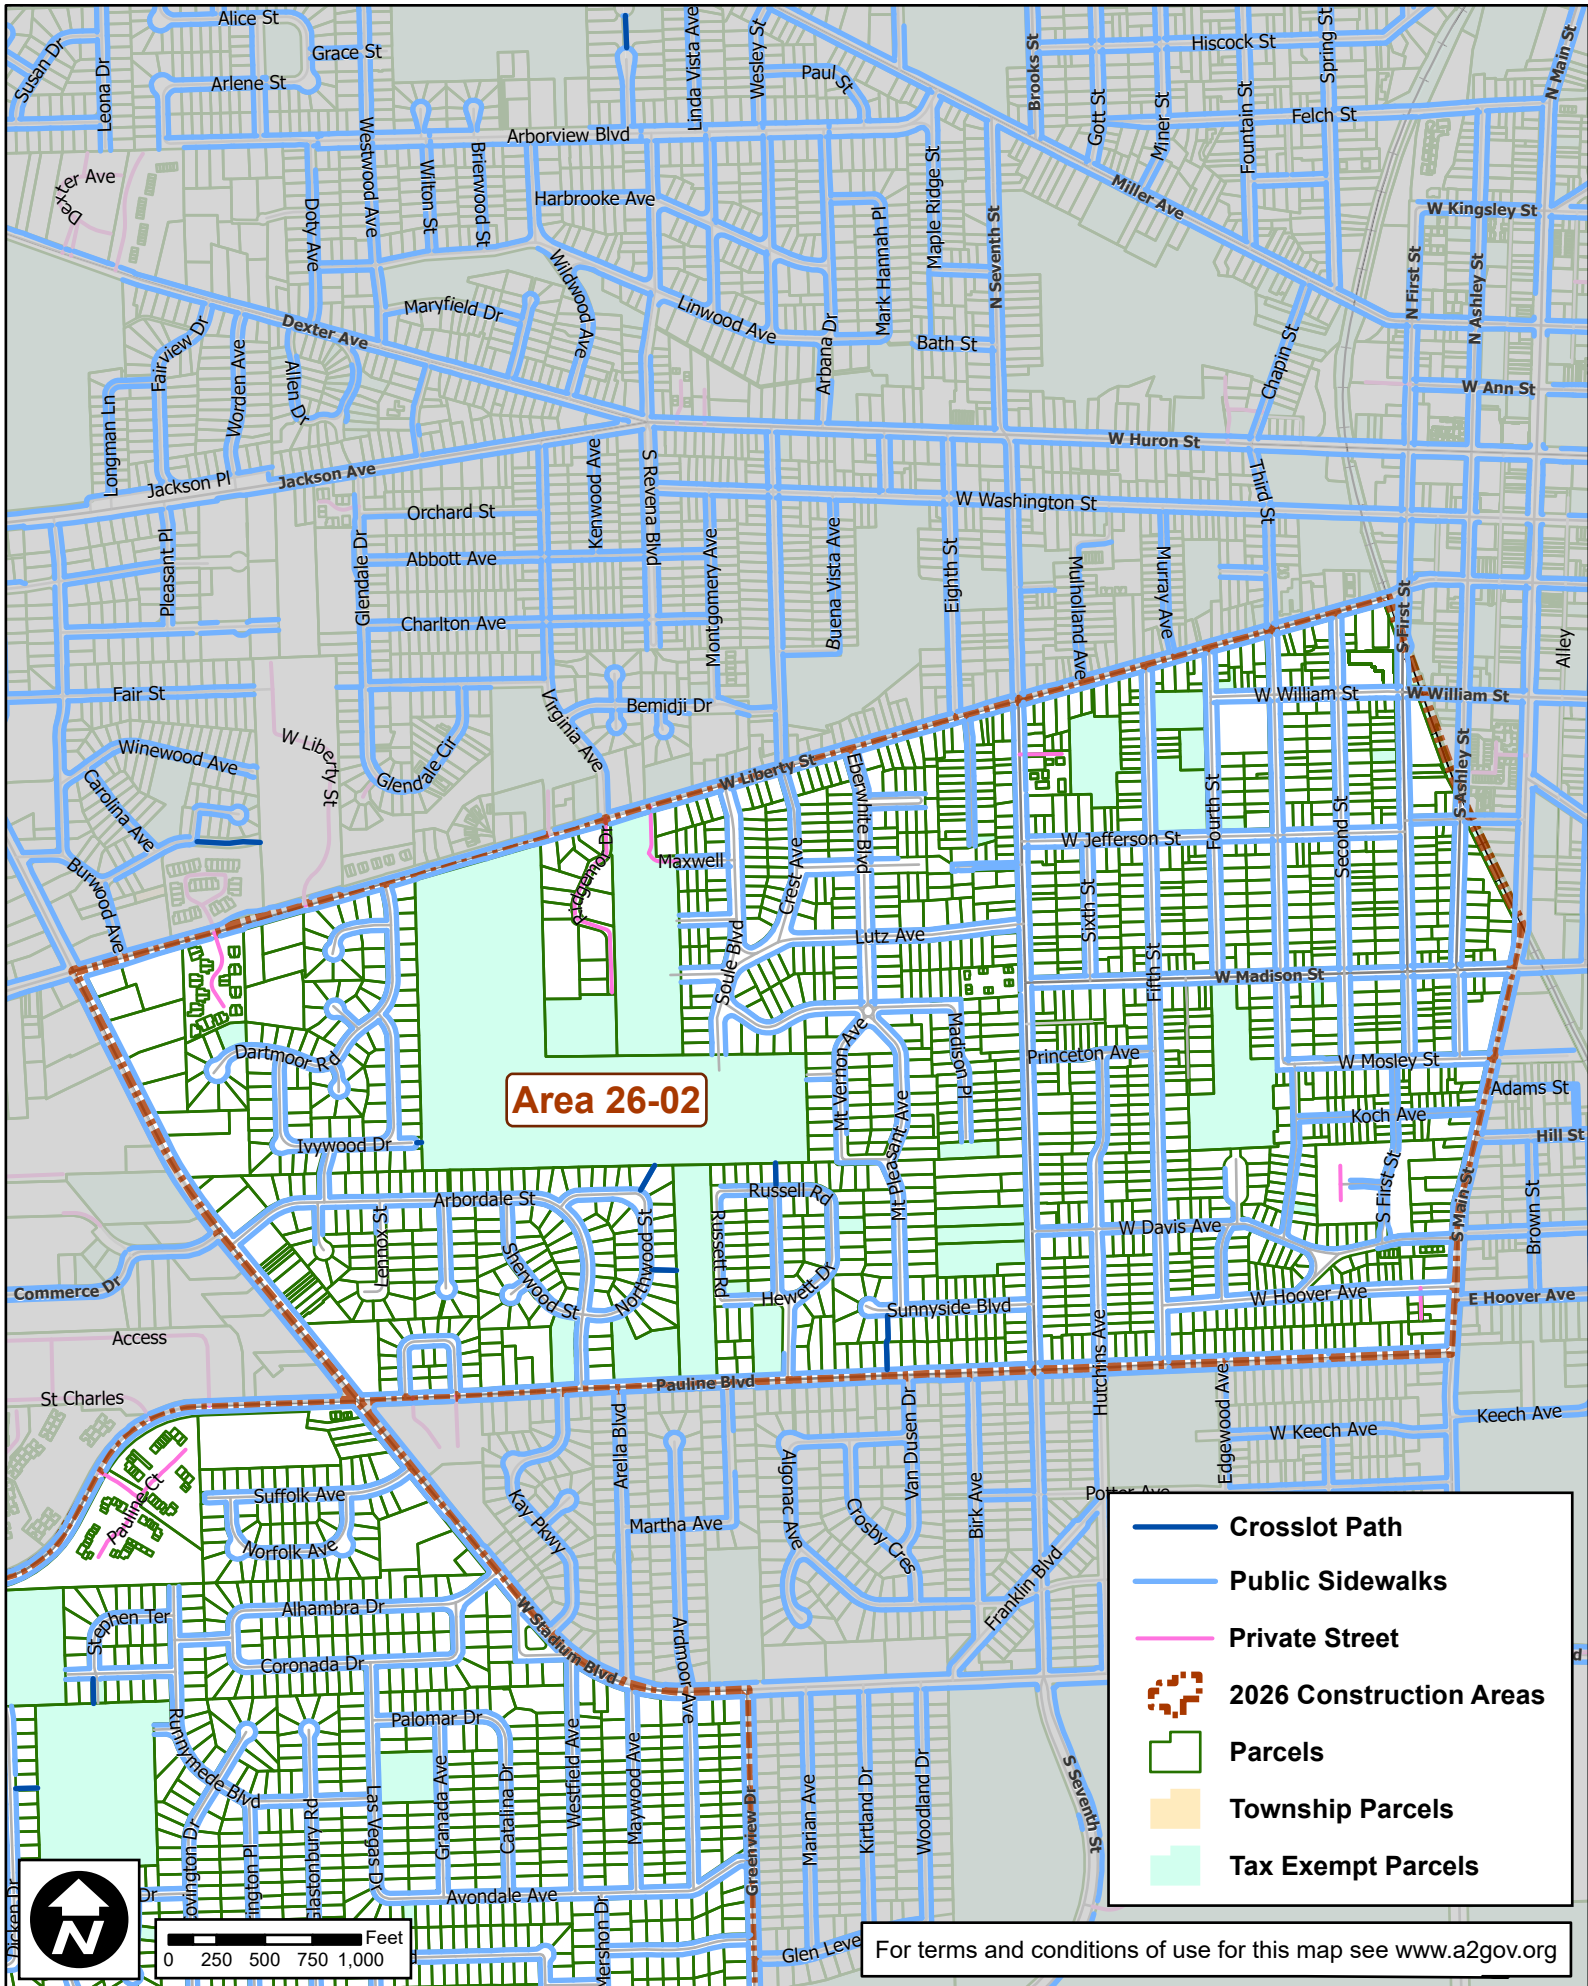 Alice St
Linda Vista Ave
Wesley St
Brooks St
Hiscock St
Spring St
N Main St
Susan Dr
Leona Dr
Grace St
Arlene St
Paul St
Gott St
Miner St
Fountain St
Felch St
Westwood Ave
Arborview Blvd
Wilton St
Brierwood St
Dexter Ave
Doty Ave
Harbrooke Ave
Maple Ridge St
Miller Ave
W Kingsley St
Mark Hannah Pl
N Seventh St
N First St
N Ashley St
Wildwood Ave
Maryfield Dr
Linwood Ave
Dexter Ave
Fairview Dr
Worden Ave
Allen Dr
Arbana Dr
Bath St
Chapin St
W Ann St
Longman Ln
W Huron St
Jackson Pl
Jackson Ave
Kenwood Ave
S Revena Blvd
Third St
W Washington St
Orchard St
Pleasant Pl
Glendale Dr
Abbott Ave
Montgomery Ave
Buena Vista Ave
Eighth St
Mulholland Ave
Murray Ave
S First St
Charlton Ave
Alley
Fair St
Bemidji Dr
Virginia Ave
W William St
W William St
W Liberty St
Winewood Ave
Glendale Cir
Carolina Ave
W Liberty St
Eberwhite Blvd
S Ashley St
Fourth St
Second St
W Jefferson St
Burwood Ave
Ridgemor Dr
Maxwell
Crest Ave
Sixth St
Lutz Ave
Soule Blvd
Fifth St
W Madison St
Dartmoor Rd
Mt Vernon Ave
Madison Pl
Princeton Ave
W Mosley St
Area 26-02
Adams St
Koch Ave
Hill St
Ivywood Dr
Mt Pleasant Ave
Arbordale St
Russell Rd
S First St
S Main St
Brown St
Lenox St
Sherwood St
Northwood St
Russett Rd
W Davis Ave
Hewett Dr
Commerce Dr
Sunnyside Blvd
W Hoover Ave
E Hoover Ave
Access
Hutchins Ave
St Charles
Pauline Blvd
Edgewood Ave
Keech Ave
W Keech Ave
Arella Blvd
Van Dusen Dr
Algonac Ave
Birk Ave
Pauline Ct
Suffolk Ave
Norfolk Ave
Kay Pkwy
Martha Ave
Crosby Cres
Potter Ave
Franklin Blvd
Stephen Ter
Alhambra Dr
W Stadium Blvd
Ardmoor Ave
Coronada Dr
Runnymede Blvd
Palomar Dr
Las Vegas Dr
Granada Ave
Catalina Dr
Westfield Ave
Maywood Ave
Greenview Dr
Marian Ave
Kirtland Dr
Woodland Dr
S Seventh St
Glastonbury Rd
Avondale Ave
Dicken Dr
Dr
Mershon Dr
Crosslot Path
Public Sidewalks
Private Street
2026 Construction Areas
Parcels
Township Parcels
Tax Exempt Parcels
N
Feet
0 250 500 750 1,000
For terms and conditions of use for this map see www.a2gov.org